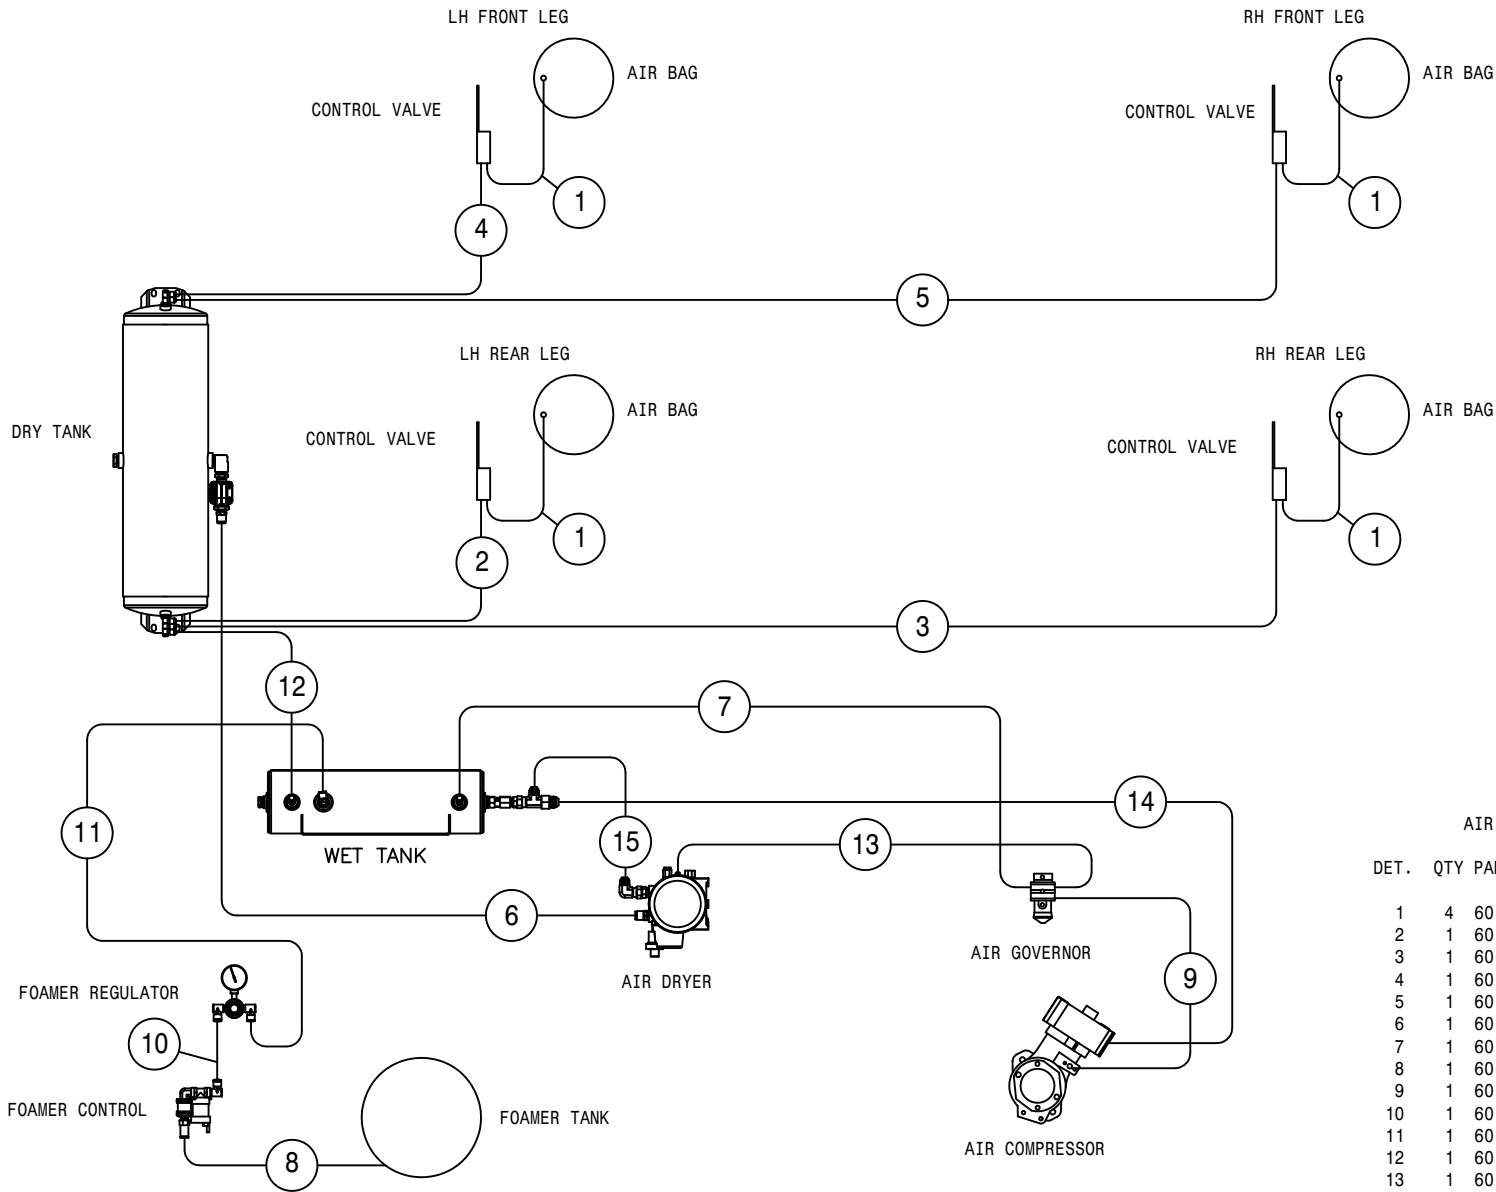 LH FRONT LEG
RH FRONT LEG
AIR BAG
AIR BAG
CONTROL VALVE
CONTROL VALVE
1
1
4
5
LH REAR LEG
RH REAR LEG
AIR BAG
AIR BAG
DRY TANK
CONTROL VALVE
CONTROL VALVE
1
1
2
3
12
7
14
11
15
13
WET TANK
6
AIR GOVERNOR
AIR DRYER
9
FOAMER REGULATOR
10
FOAMER CONTROL
FOAMER TANK
AIR COMPRESSOR
8
AIR
DET. QTY
1 4 60
2 1 60
3 1 60
4 1 60
5 1 60
6 1 60
7 1 60
8 1 60
9 1 60
10 1 60
11 1 60
12 1 60
13 1 60